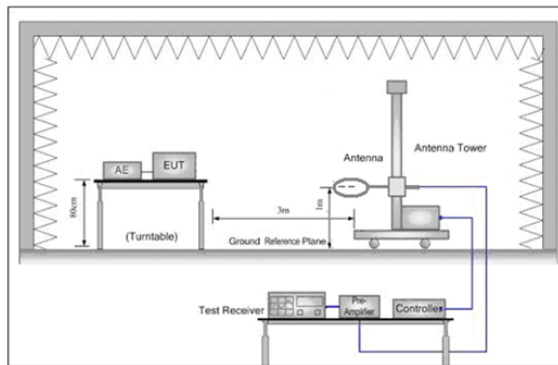 AE
EUT
80cm
(Turntable)
3m
Antenna
Antenna Tower
1m
Ground Reference Plane
Test Receiver
Pre-
Amplifier
Controller